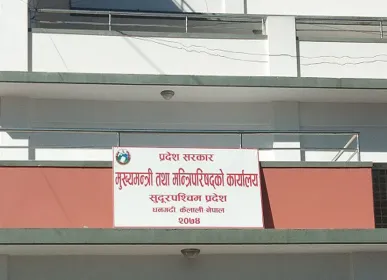 प्रदेश सरकार
मुख्यमन्त्री तथा मन्त्रिपरिषद्को कार्यालय
सुदूरपश्चिम प्रदेश
धनगढी, कैलाली नेपाल
२०७४